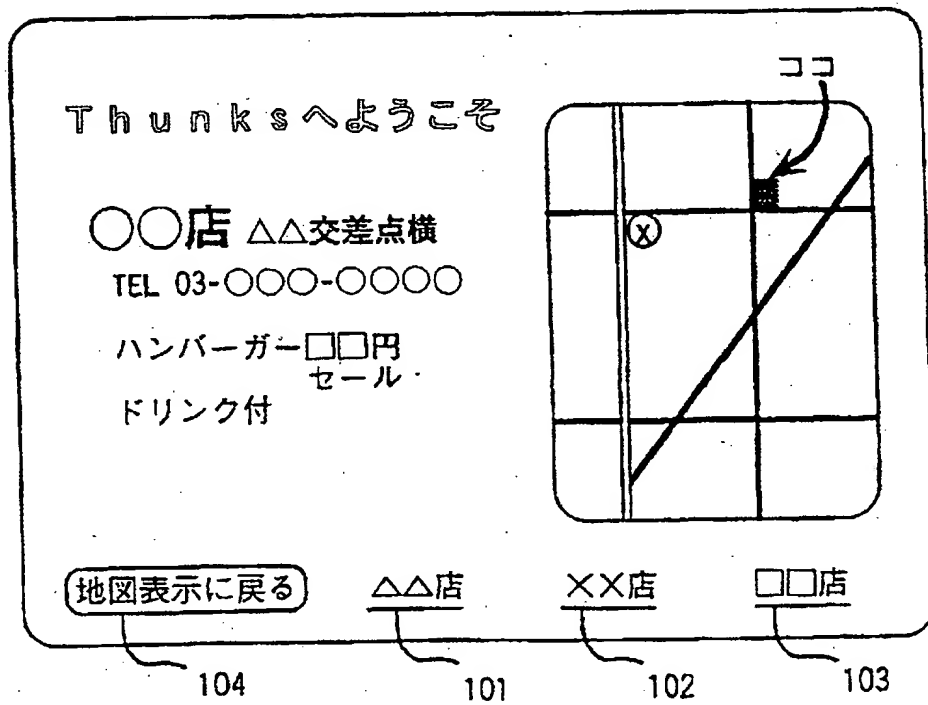 ココ
Thunksへようこそ
○○店 △△交差点横
TEL 03-○○○-○○○○
ハンバーガー□□円
セール
ドリンク付
X
地図表示に戻る
△△店
××店
□□店
104
101
102
103